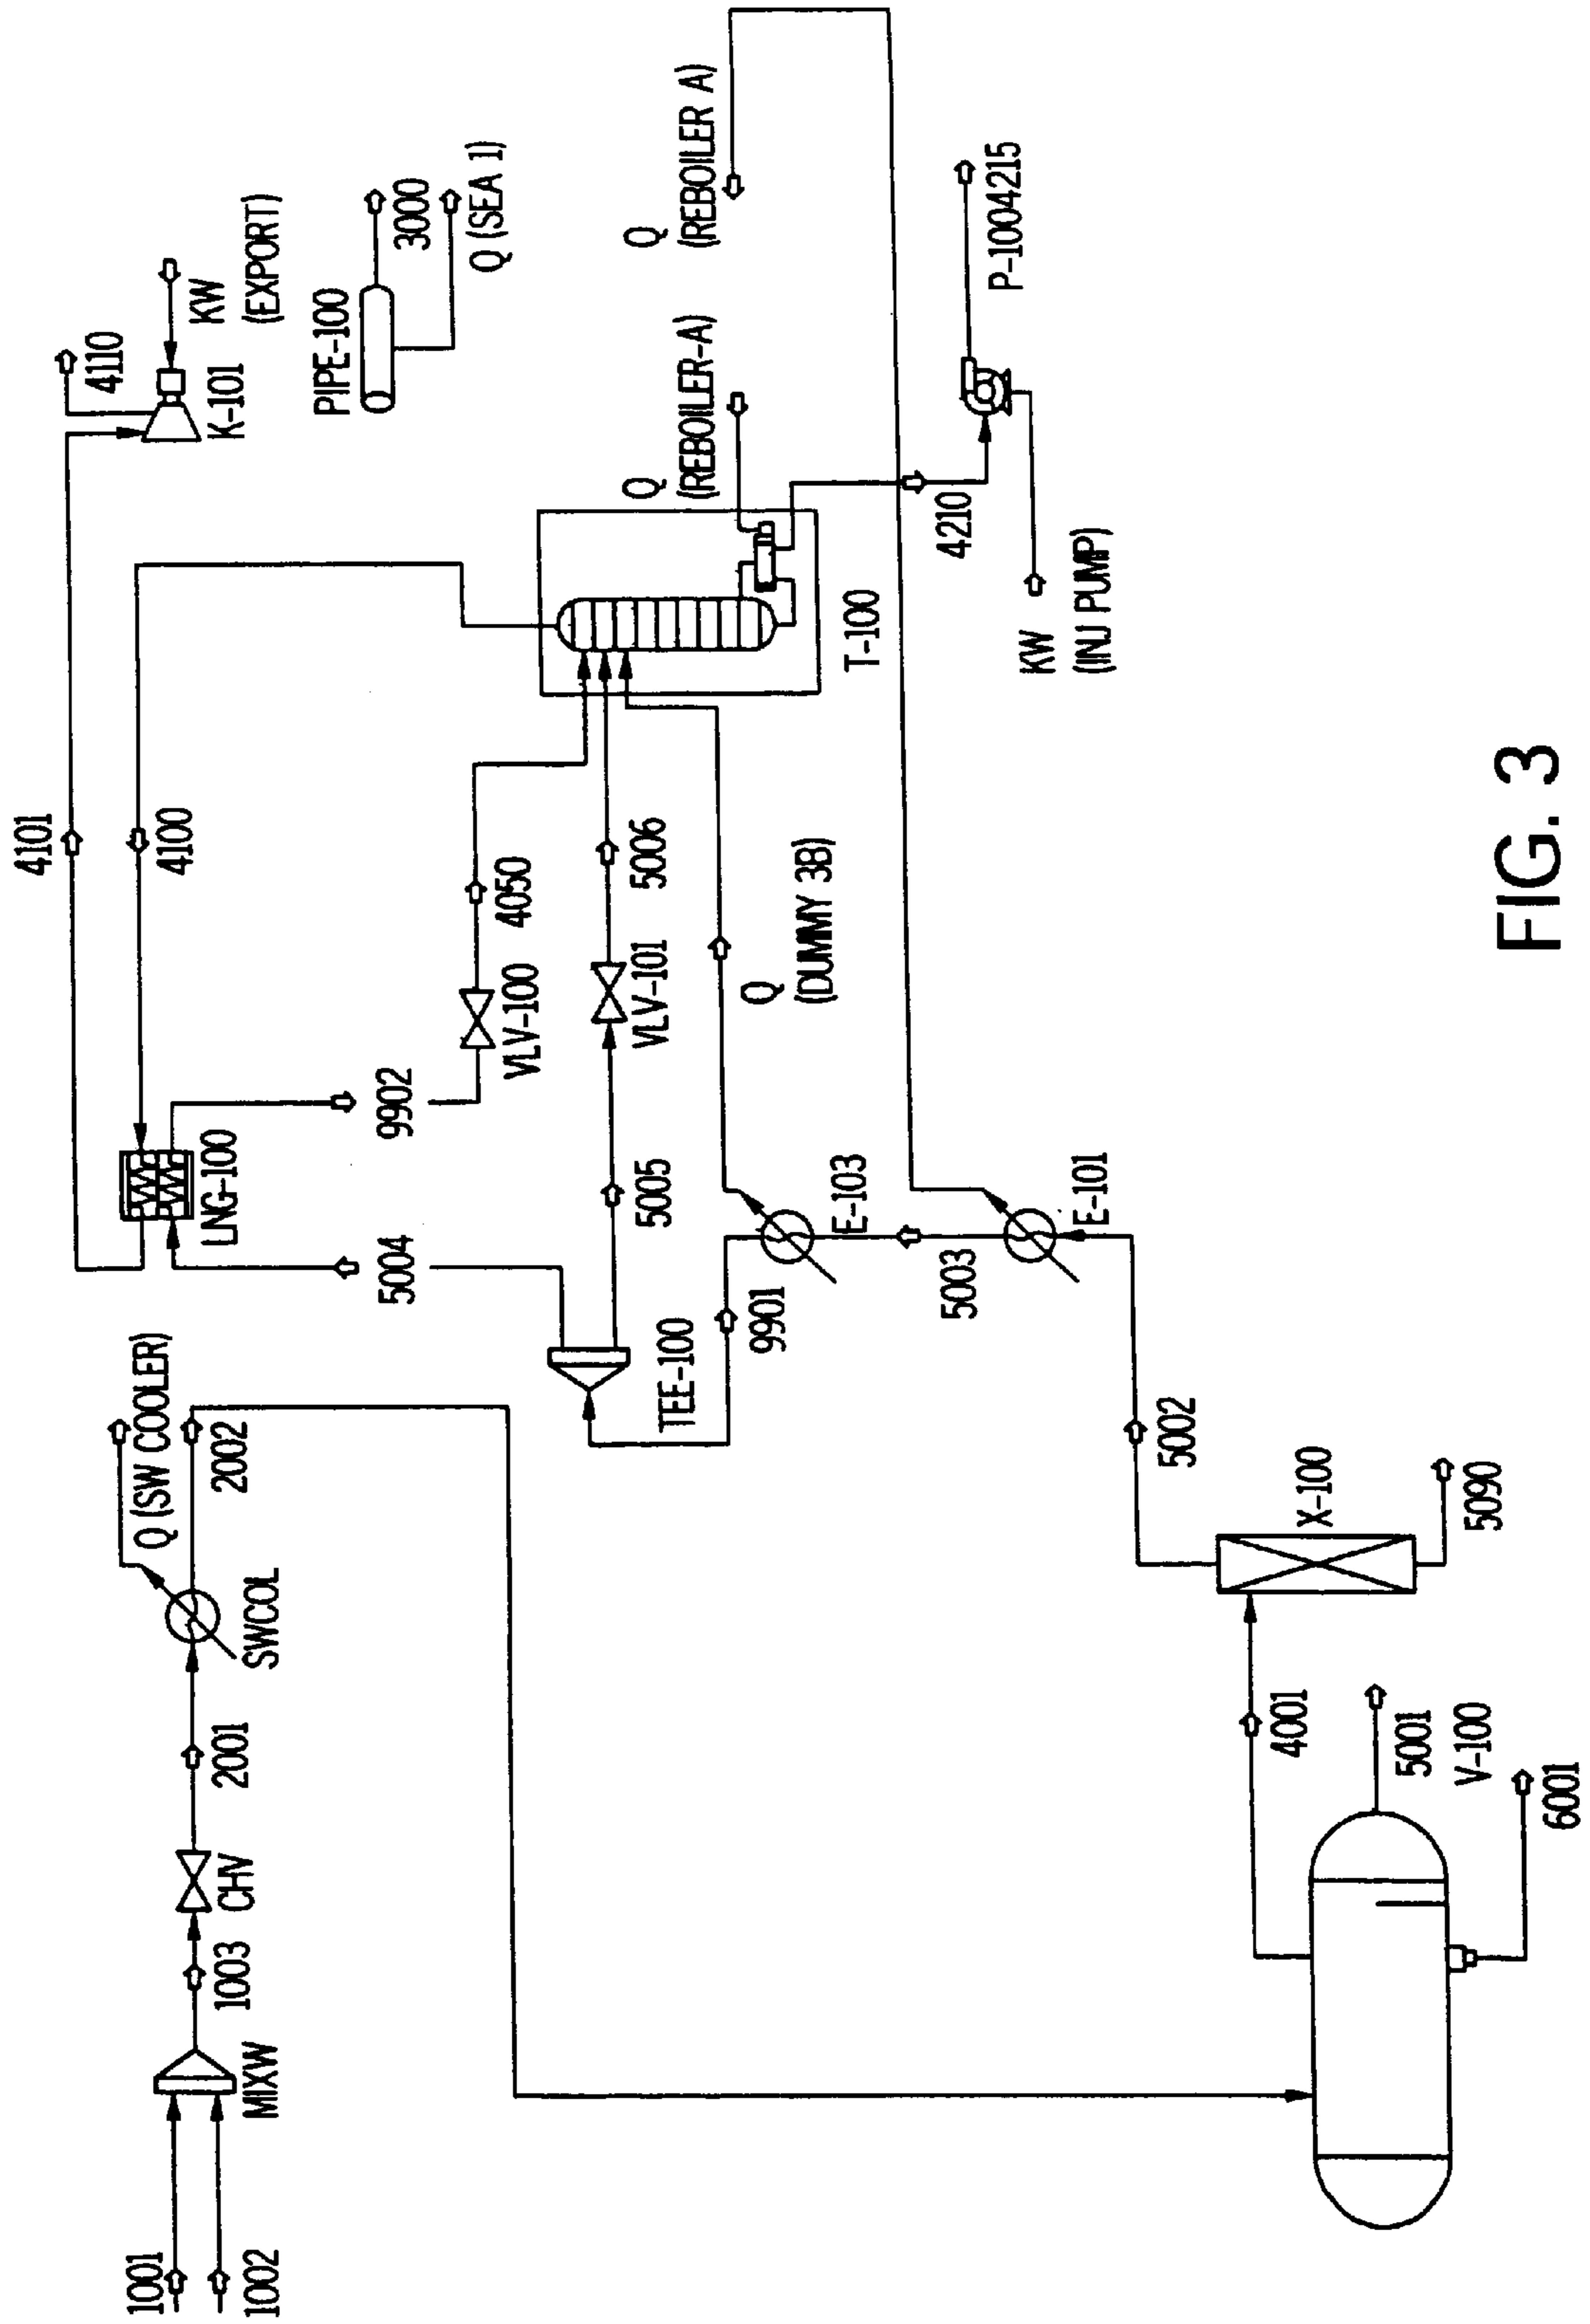 1001
1002
MIXW
1003
CHV
2001
SWCOL
Q (SW COOLER)
2002
4101
4100
LNG-100
9902
5004
VLV-100
4050
TEE-100
5005
VLV-101
5006
9901
E-103
Q
(DUMMY 3B)
5003
E-101
4110
K-101
KW
(EXPORT)
PIPE-100
3000
Q (SEA 1)
Q
(REBOILER-A)
Q
(REBOILER A)
T-100
4210
P-1004215
KW
(INJ PUMP)
4001
5001
V-100
6001
X-100
5002
5090
FIG. 3